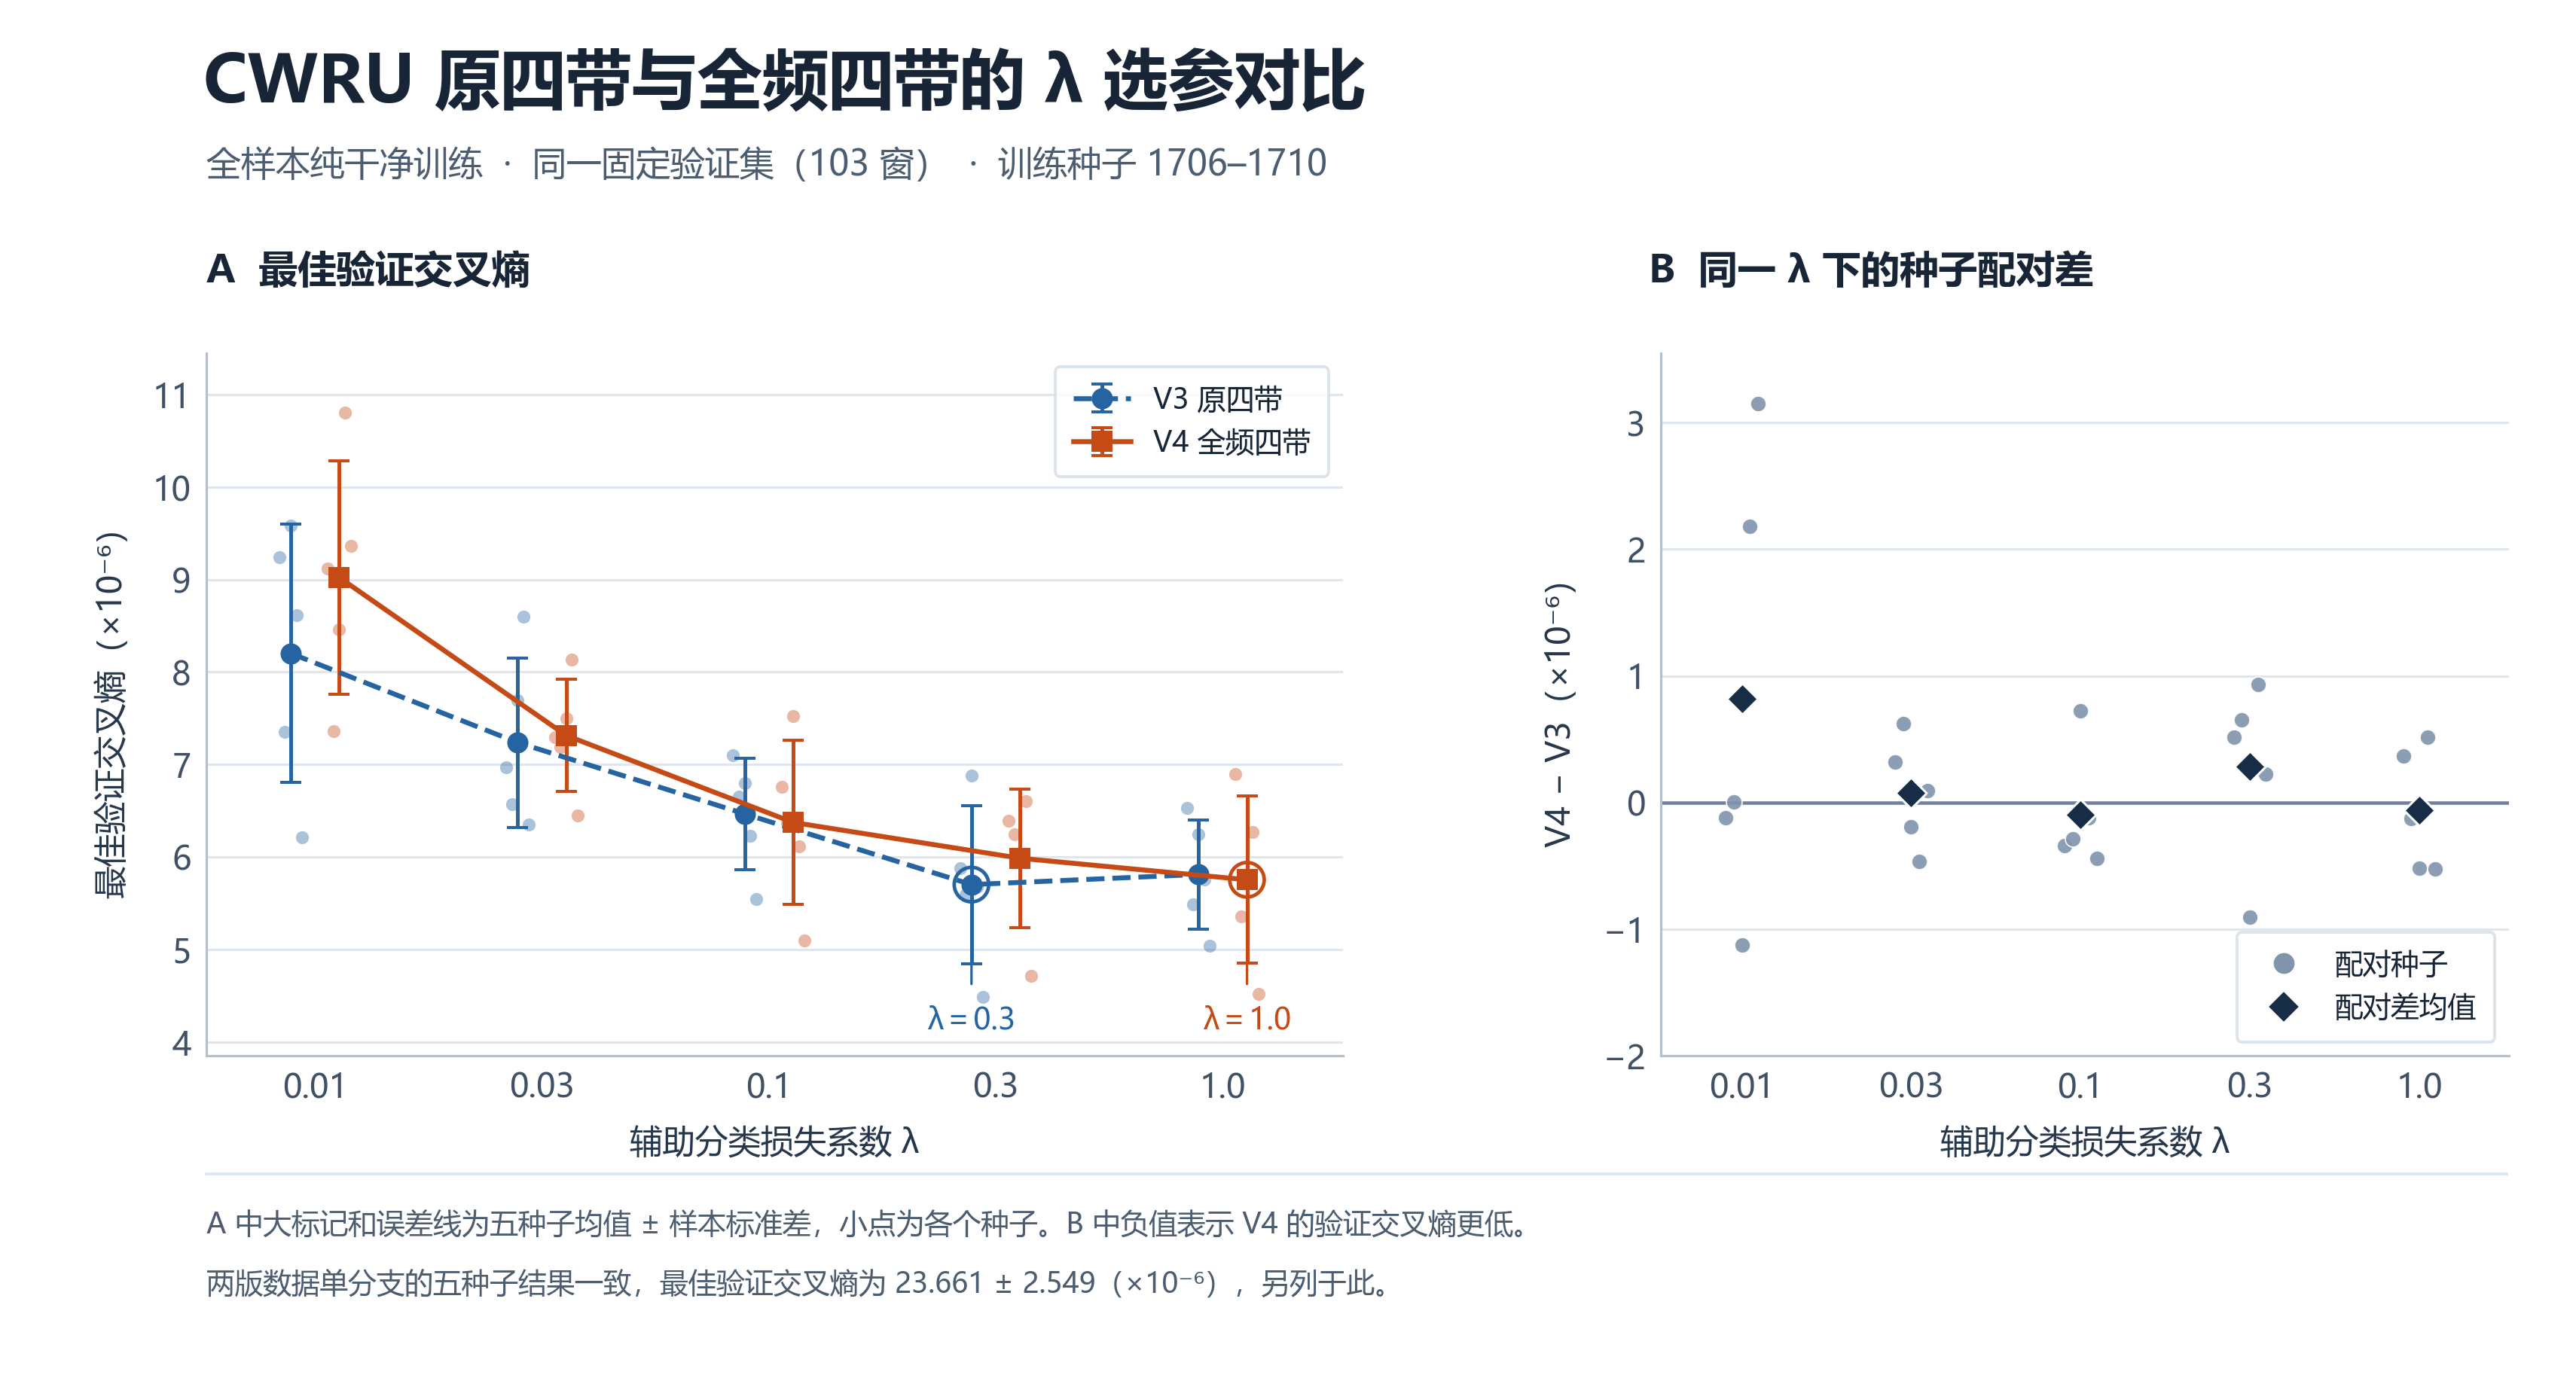 CWRU 原四带与全频四带的 λ 选参对比
全样本纯干净训练 · 同一固定验证集（103 窗） · 训练种子 1706–1710
A 最佳验证交叉熵
最佳验证交叉熵（×10⁻⁶）
11
10
9
8
7
6
5
4
V3 原四带
V4 全频四带
λ = 0.3
λ = 1.0
0.01 0.03 0.1 0.3 1.0
辅助分类损失系数 λ
B 同一 λ 下的种子配对差
V4 − V3（×10⁻⁶）
3
2
1
0
−1
−2
配对种子
配对差均值
0.01 0.03 0.1 0.3 1.0
辅助分类损失系数 λ
A 中大标记和误差线为五种子均值 ± 样本标准差，小点为各个种子。B 中负值表示 V4 的验证交叉熵更低。
两版数据单分支的五种子结果一致，最佳验证交叉熵为 23.661 ± 2.549（×10⁻⁶），另列于此。